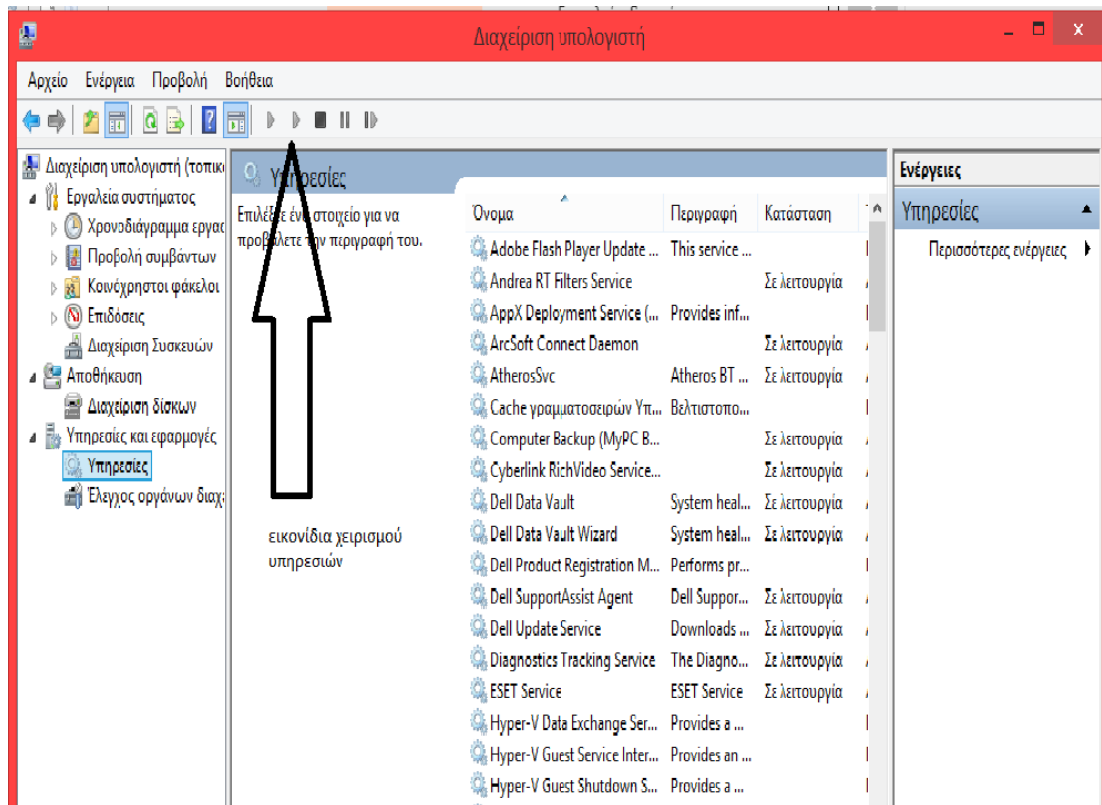 Διαχείριση υπολογιστή
Αρχείο Ενέργεια Προβολή Βοήθεια
Διαχείριση υπολογιστή (τοπικο
Εργαλεία συστήματος
Χρονοδιάγραμμα εργασ
Προβολή συμβάντων
Κοινόχρηστοι φάκελοι
Επιδόσεις
Διαχείριση Συσκευών
Αποθήκευση
Διαχείριση δίσκων
Υπηρεσίες και εφαρμογές
Υπηρεσίες
Έλεγχος οργάνων διαχε
Υπηρεσίες
Επιλέξτε ένα στοιχείο για να
προβάλετε την περιγραφή του.
εικονίδια χειρισμού
υπηρεσιών
Όνομα Περιγραφή Κατάσταση
Adobe Flash Player Update ... This service ...
Andrea RT Filters Service Σε λειτουργία
AppX Deployment Service (... Provides inf...
ArcSoft Connect Daemon Σε λειτουργία
AtherosSvc Atheros BT ... Σε λειτουργία
Cache γραμματοσειρών Υπ... Βελτιστοπο...
Computer Backup (MyPC B... Σε λειτουργία
Cyberlink RichVideo Service... Σε λειτουργία
Dell Data Vault System heal... Σε λειτουργία
Dell Data Vault Wizard System heal... Σε λειτουργία
Dell Product Registration M... Performs pr...
Dell SupportAssist Agent Dell Suppor... Σε λειτουργία
Dell Update Service Downloads ... Σε λειτουργία
Diagnostics Tracking Service The Diagno... Σε λειτουργία
ESET Service ESET Service Σε λειτουργία
Hyper-V Data Exchange Ser... Provides a ...
Hyper-V Guest Service Inter... Provides an ...
Hyper-V Guest Shutdown S... Provides a ...
Ενέργειες
Υπηρεσίες
Περισσότερες ενέργειες